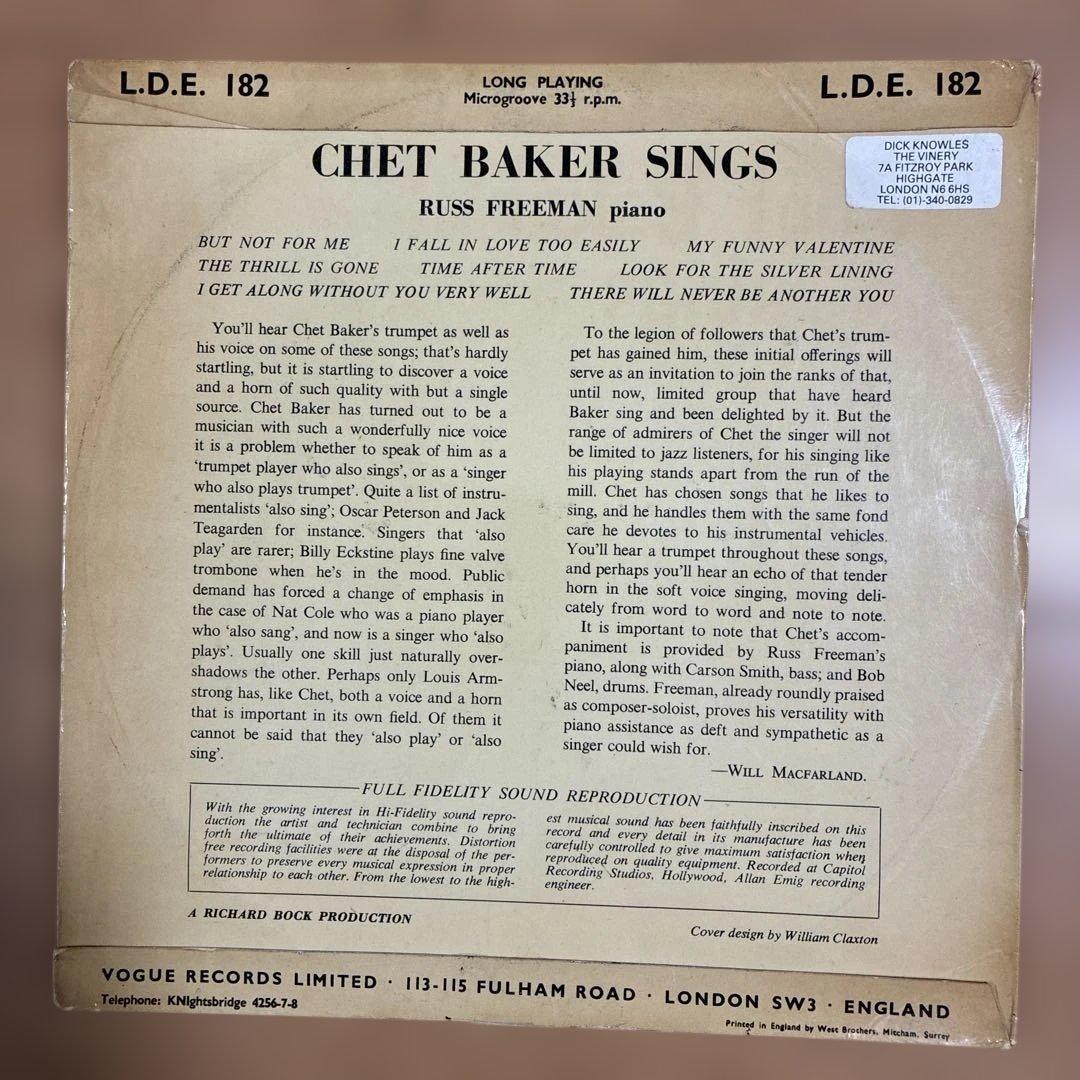 L.D.E. 182
LONG PLAYING
Microgroove 33⅓ r.p.m.
L.D.E. 182
CHET BAKER SINGS
RUSS FREEMAN piano
DICK KNOWLES
THE VINERY
7A FITZROY PARK
HIGHGATE
LONDON N6 6HS
TEL: (01)-340-0829
BUT NOT FOR ME I FALL IN LOVE TOO EASILY MY FUNNY VALENTINE
THE THRILL IS GONE TIME AFTER TIME LOOK FOR THE SILVER LINING
I GET ALONG WITHOUT YOU VERY WELL THERE WILL NEVER BE ANOTHER YOU
You'll hear Chet Baker's trumpet as well as
his voice on some of these songs; that's hardly
startling, but it is startling to discover a voice
and a horn of such quality with but a single
source. Chet Baker has turned out to be a
musician with such a wonderfully nice voice
it is a problem whether to speak of him as a
'trumpet player who also sings', or as a 'singer
who also plays trumpet'. Quite a list of instru-
mentalists 'also sing'; Oscar Peterson and Jack
Teagarden for instance. Singers that 'also
play' are rarer; Billy Eckstine plays fine valve
trombone when he's in the mood. Public
demand has forced a change of emphasis in
the case of Nat Cole who was a piano player
who 'also sang', and now is a singer who 'also
plays'. Usually one skill just naturally over-
shadows the other. Perhaps only Louis Arm-
strong has, like Chet, both a voice and a horn
that is important in its own field. Of them it
cannot be said that they 'also play' or 'also
sing'.
To the legion of followers that Chet's trum-
pet has gained him, these initial offerings will
serve as an invitation to join the ranks of that,
until now, limited group that have heard
Baker sing and been delighted by it. But the
range of admirers of Chet the singer will not
be limited to jazz listeners, for his singing like
his playing stands apart from the run of the
mill. Chet has chosen songs that he likes to
sing, and he handles them with the same fond
care he devotes to his instrumental vehicles.
You'll hear a trumpet throughout these songs,
and perhaps you'll hear an echo of that tender
horn in the soft voice singing, moving deli-
cately from word to word and note to note.
It is important to note that Chet's accom-
paniment is provided by Russ Freeman's
piano, along with Carson Smith, bass; and Bob
Neel, drums. Freeman, already roundly praised
as composer-soloist, proves his versatility with
piano assistance as deft and sympathetic as a
singer could wish for.
—WILL MACFARLAND.
FULL FIDELITY SOUND REPRODUCTION
With the growing interest in Hi-Fidelity sound repro-
duction the artist and technician combine to bring
forth the ultimate of their achievements. Distortion
free recording facilities were at the disposal of the per-
formers to preserve every musical expression in proper
relationship to each other. From the lowest to the high-
est musical sound has been faithfully inscribed on this
record and every detail in its manufacture has been
carefully controlled to give maximum satisfaction when
reproduced on quality equipment. Recorded at Capitol
Recording Studios, Hollywood, Allan Emig recording
engineer.
A RICHARD BOCK PRODUCTION
Cover design by William Claxton
VOGUE RECORDS LIMITED · 113-115 FULHAM ROAD · LONDON SW3 · ENGLAND
Telephone: KNIghtsbridge 4256-7-8
Printed in England by West Brothers, Mitcham, Surrey